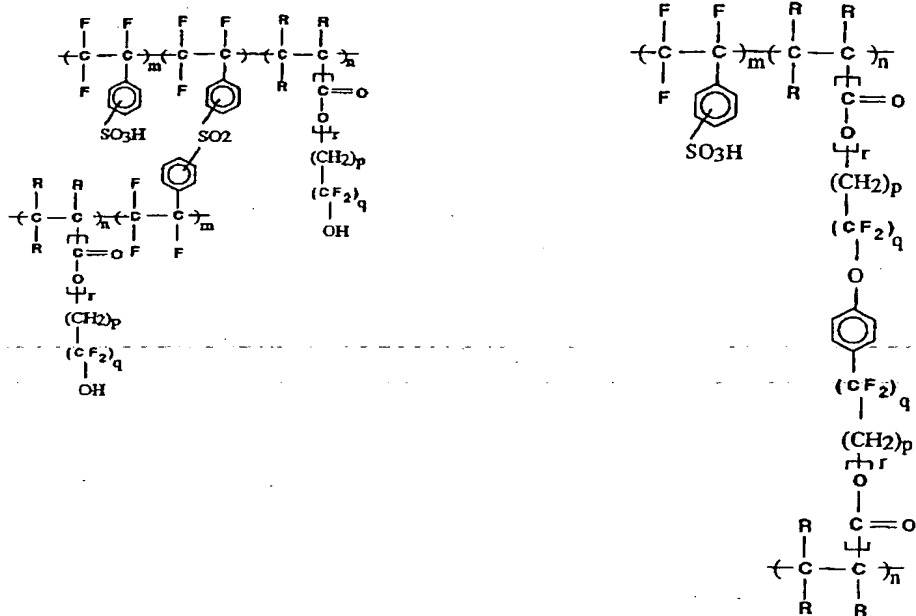 F F F F R R
( C — C )m ( C — C ) ( C — C )n
F F R
C = O
SO3H SO2 O r
(CH2)p
(CF2)q
OH
R R F F
( C — C )n ( C — C )m
R F F
C = O
O r
(CH2)p
(CF2)q
OH
F F R R
( C — C )m ( C — C )n
F R
C = O
SO3H O r
(CH2)p
(CF2)q
O
(CF2)q
(CH2)p
r
O
R C = O
( C — C )n
R R